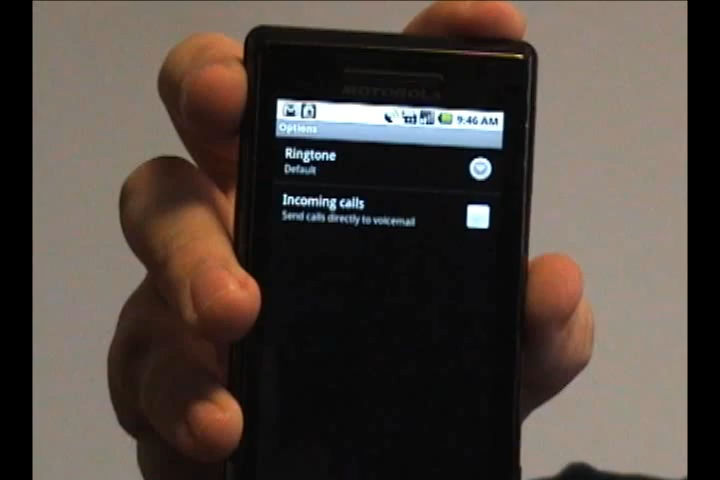 MOTOROLA
9:46 AM
Options
Ringtone
Default
Incoming calls
Send calls directly to voicemail